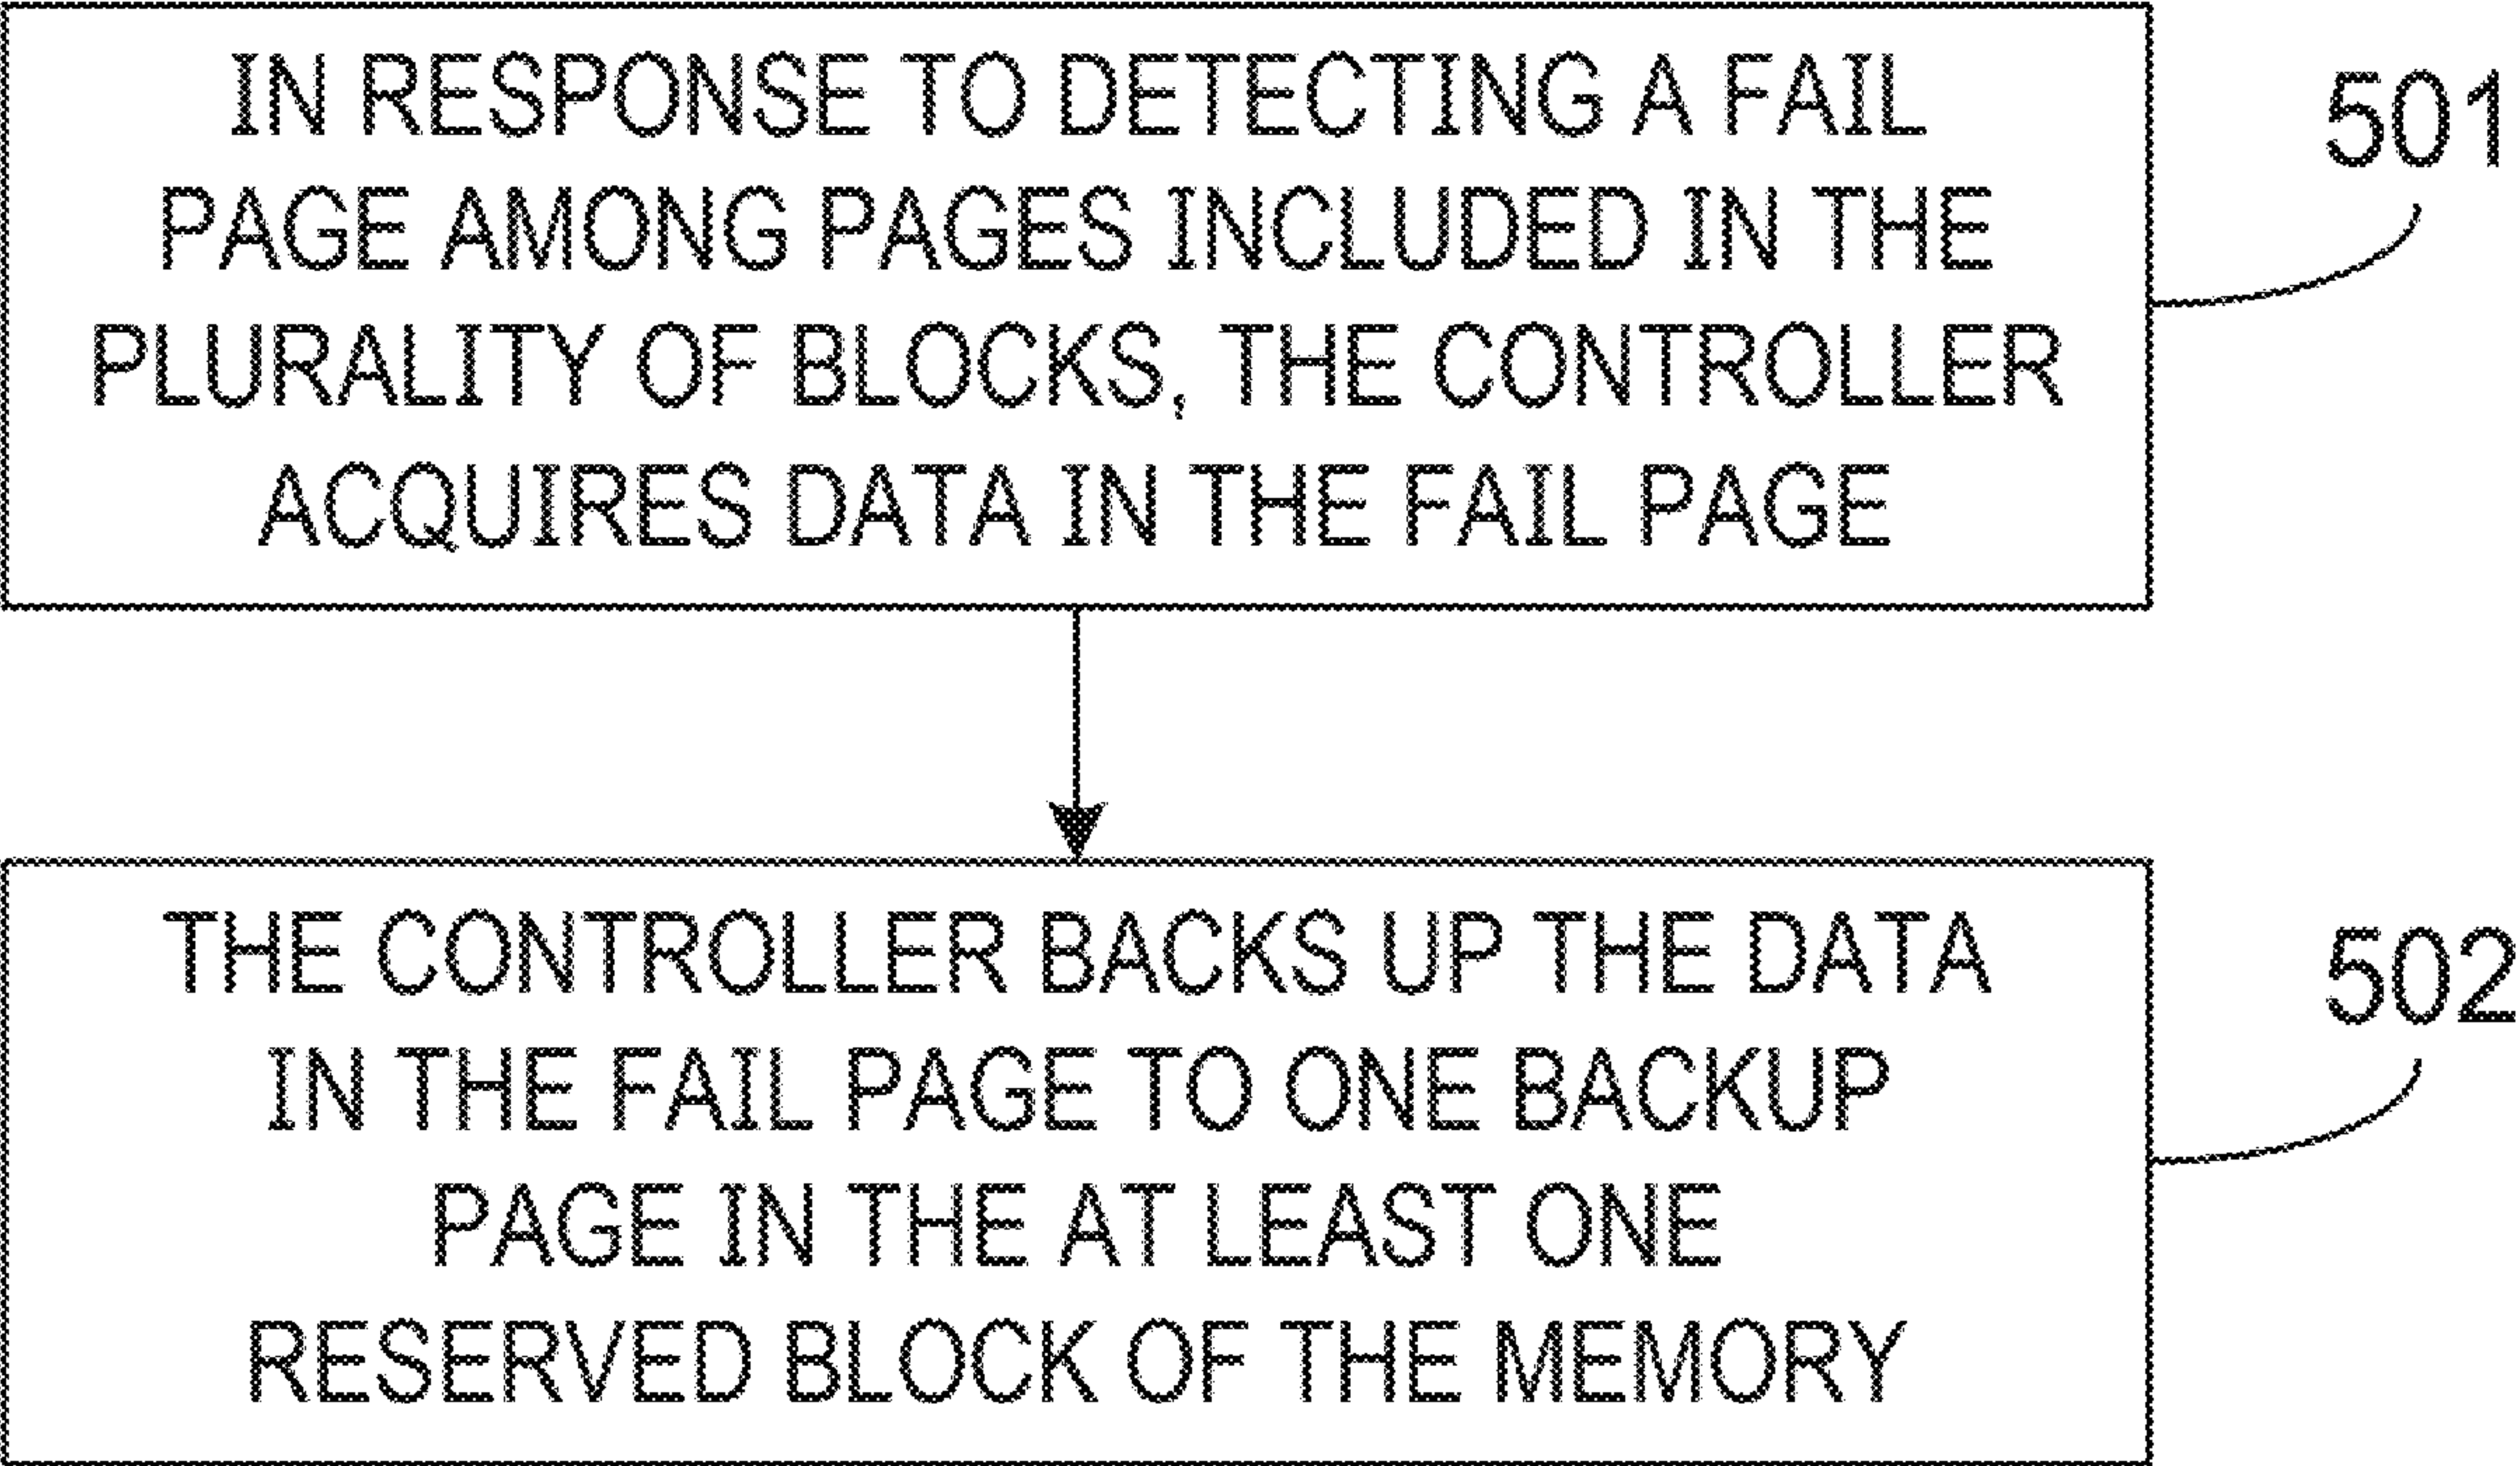 IN RESPONSE TO DETECTING A FAIL
PAGE AMONG PAGES INCLUDED IN THE
PLURALITY OF BLOCKS, THE CONTROLLER
ACQUIRES DATA IN THE FAIL PAGE
501
THE CONTROLLER BACKS UP THE DATA
IN THE FAIL PAGE TO ONE BACKUP
PAGE IN THE AT LEAST ONE
RESERVED BLOCK OF THE MEMORY
502